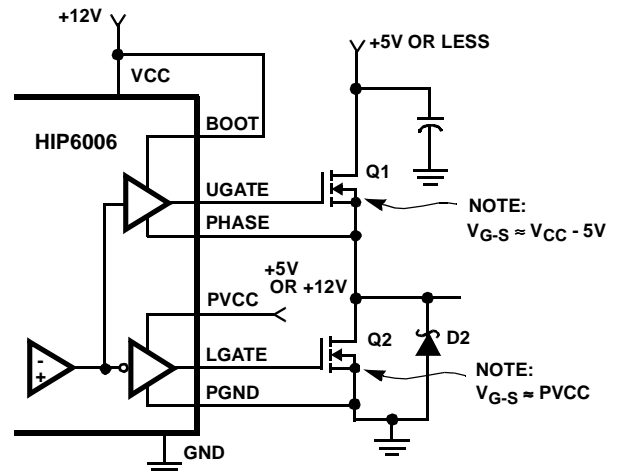 +12V
+5V OR LESS
VCC
BOOT
HIP6006
Q1
UGATE
NOTE:
V_G-S ≈ V_CC - 5V
PHASE
+5V
OR +12V
PVCC
Q2
D2
LGATE
-
+
NOTE:
V_G-S ≈ PVCC
PGND
GND